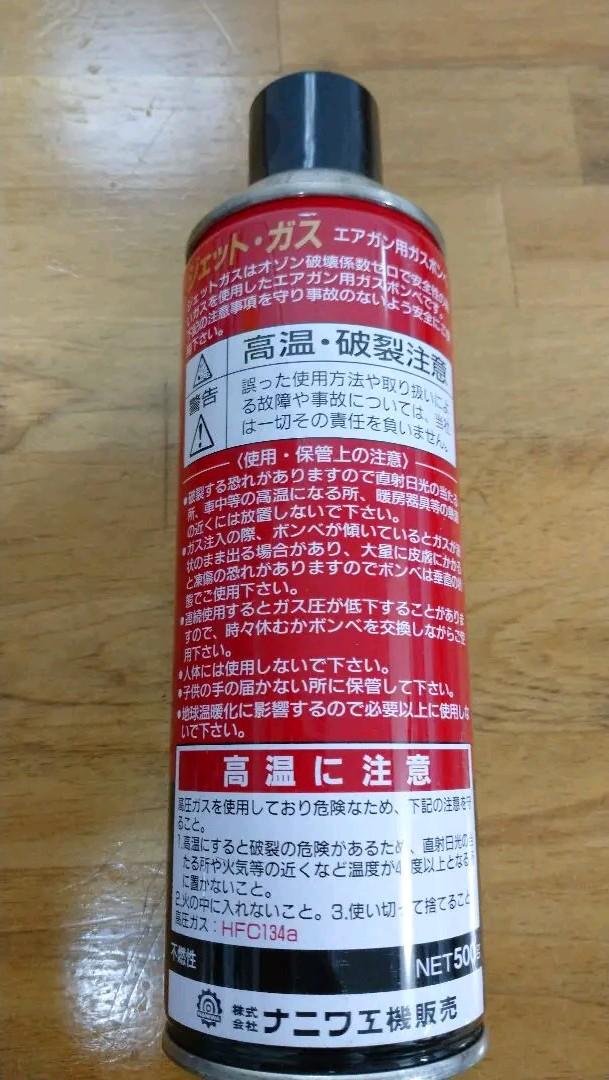 ジェット・ガス エアガン用ガスボンベ
ジェットガスはオゾン破壊係数ゼロで安全性の
ガスを使用したエアガン用ガスボンベです。
下記の注意事項を守り事故のないよう安全に
下さい。
警告
高温・破裂注意
誤った使用方法や取り扱いによ
る故障や事故については、当社
は一切その責任を負いません。
〈使用・保管上の注意〉
●破裂する恐れがありますので直射日光の当たる
所、車中等の高温になる所、暖房器具等の熱源
の近くには放置しないで下さい。
●ガス注入の際、ボンベが傾いているとガスが液
状のまま出る場合があり、大量に皮膚にかかる
と凍傷の恐れがありますのでボンベは垂直の状
態でご使用下さい。
●連続使用するとガス圧が低下することがありま
すので、時々休むかボンベを交換しながらご使
用下さい。
●人体には使用しないで下さい。
●子供の手の届かない所に保管して下さい。
●地球温暖化に影響するので必要以上に使用しな
いで下さい。
高温に注意
高圧ガスを使用しており危険なため、下記の注意を守
ること。
1.高温にすると破裂の危険があるため、直射日光の当
たる所や火気等の近くなど温度が4 度以上となる所
に置かないこと。
2.火の中に入れないこと。3.使い切って捨てること
高圧ガス:HFC134a
不燃性
NET500g
株式会社 ナニワ工機販売